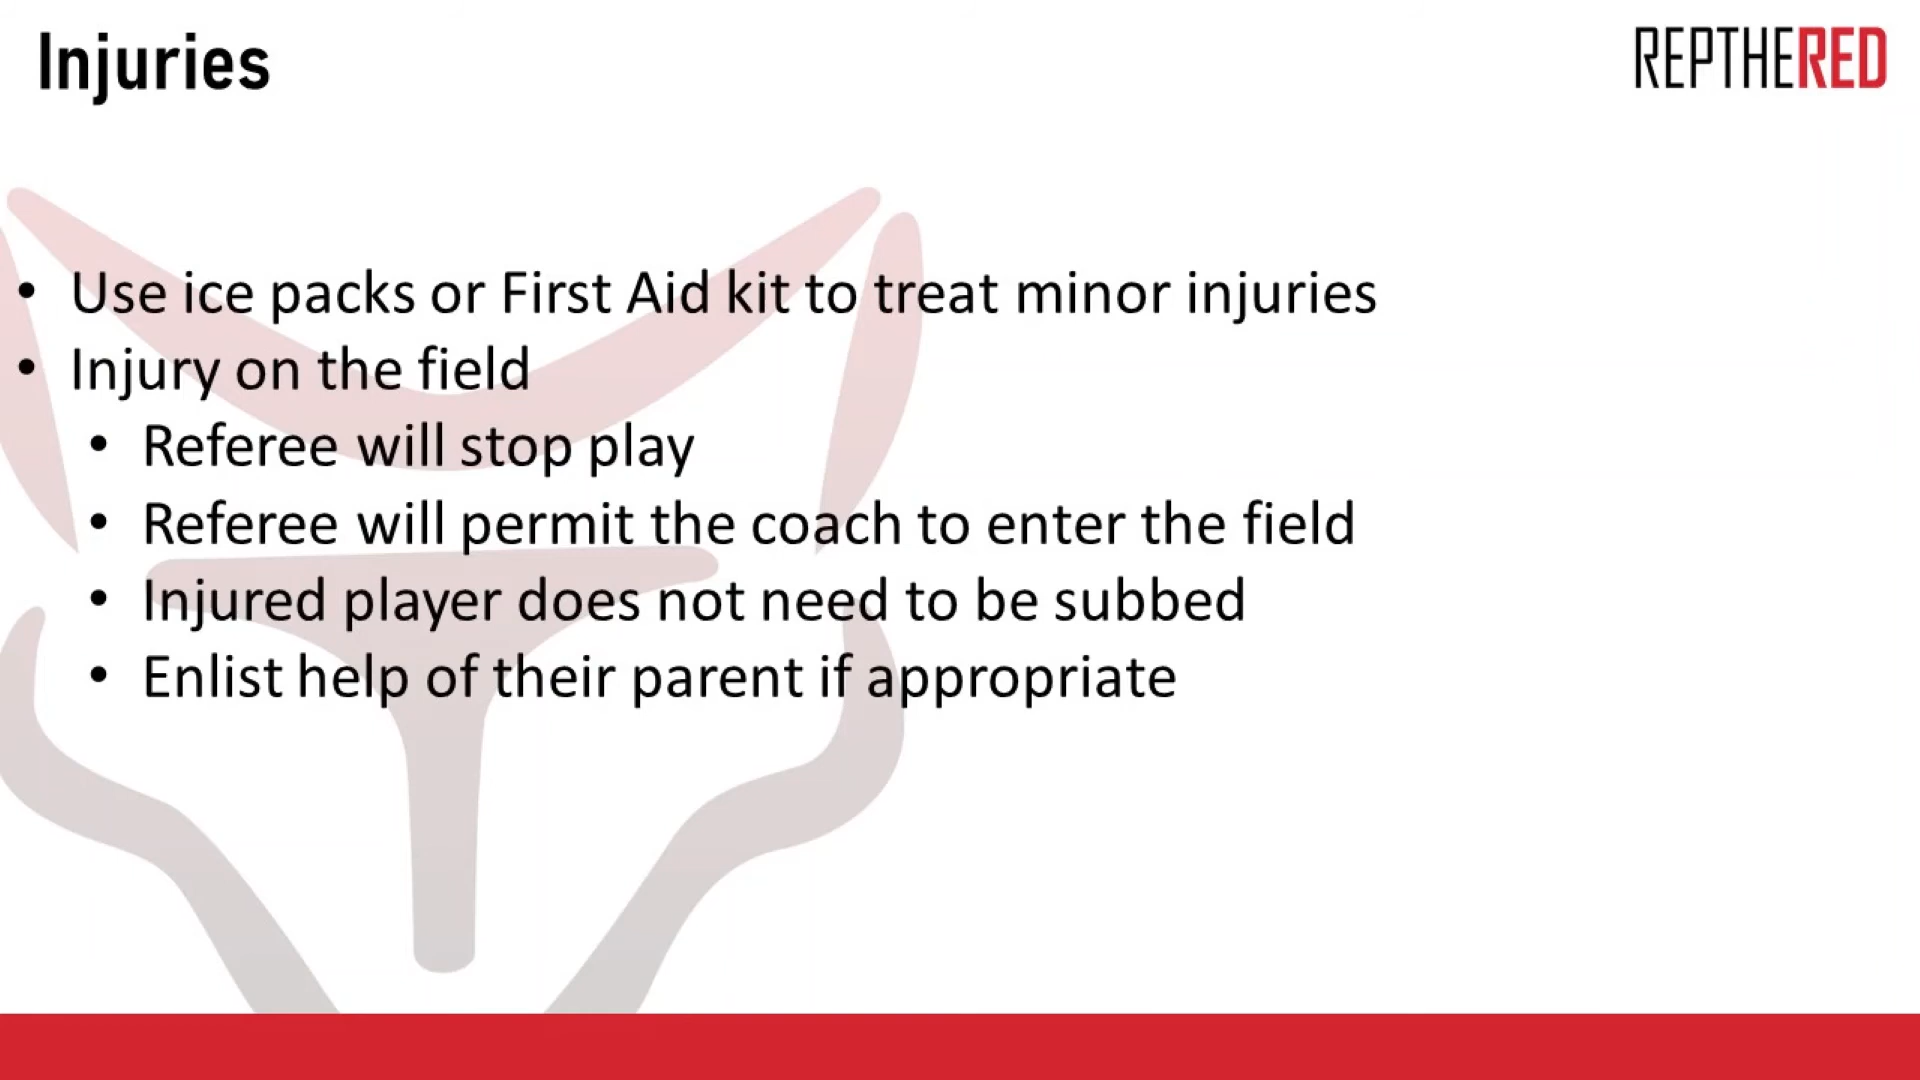 Injuries
REPTHERED
• Use ice packs or First Aid kit to treat minor injuries
• Injury on the field
• Referee will stop play
• Referee will permit the coach to enter the field
• Injured player does not need to be subbed
• Enlist help of their parent if appropriate